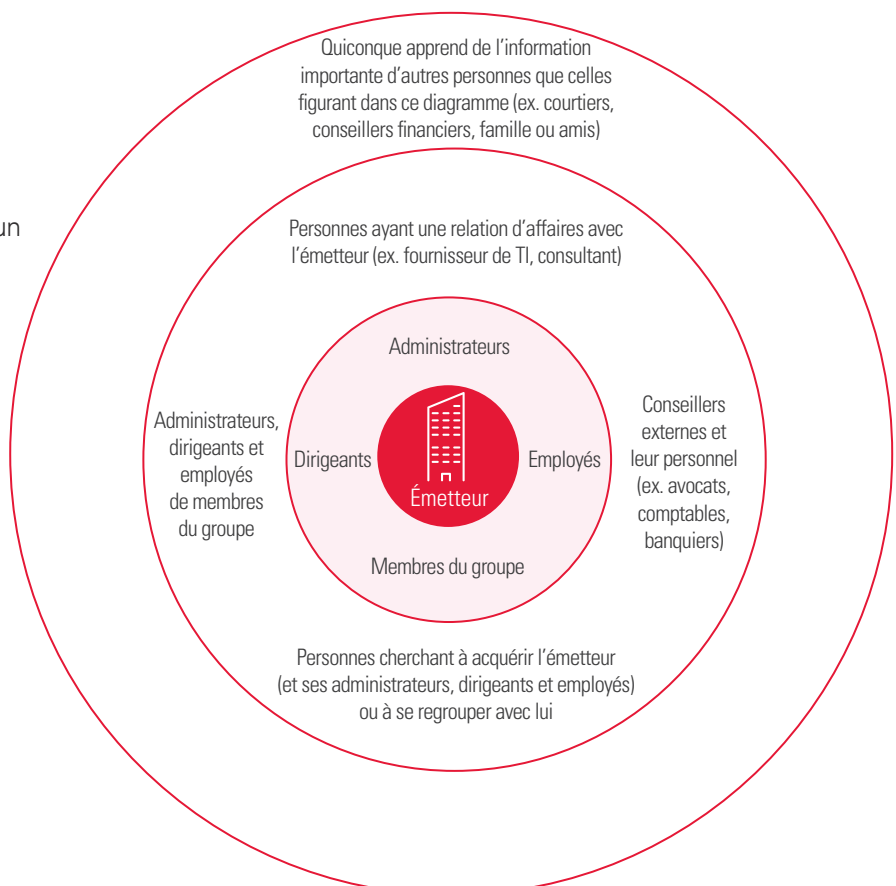 Quiconque apprend de l’information
importante d’autres personnes que celles
figurant dans ce diagramme (ex. courtiers,
conseillers financiers, famille ou amis)
un
Personnes ayant une relation d’affaires avec
l’émetteur (ex. fournisseur de TI, consultant)
Administrateurs
Administrateurs,
dirigeants et
employés
de membres
du groupe
Dirigeants
Émetteur
Employés
Conseillers
externes et
leur personnel
(ex. avocats,
comptables,
banquiers)
Membres du groupe
Personnes cherchant à acquérir l’émetteur
(et ses administrateurs, dirigeants et employés)
ou à se regrouper avec lui